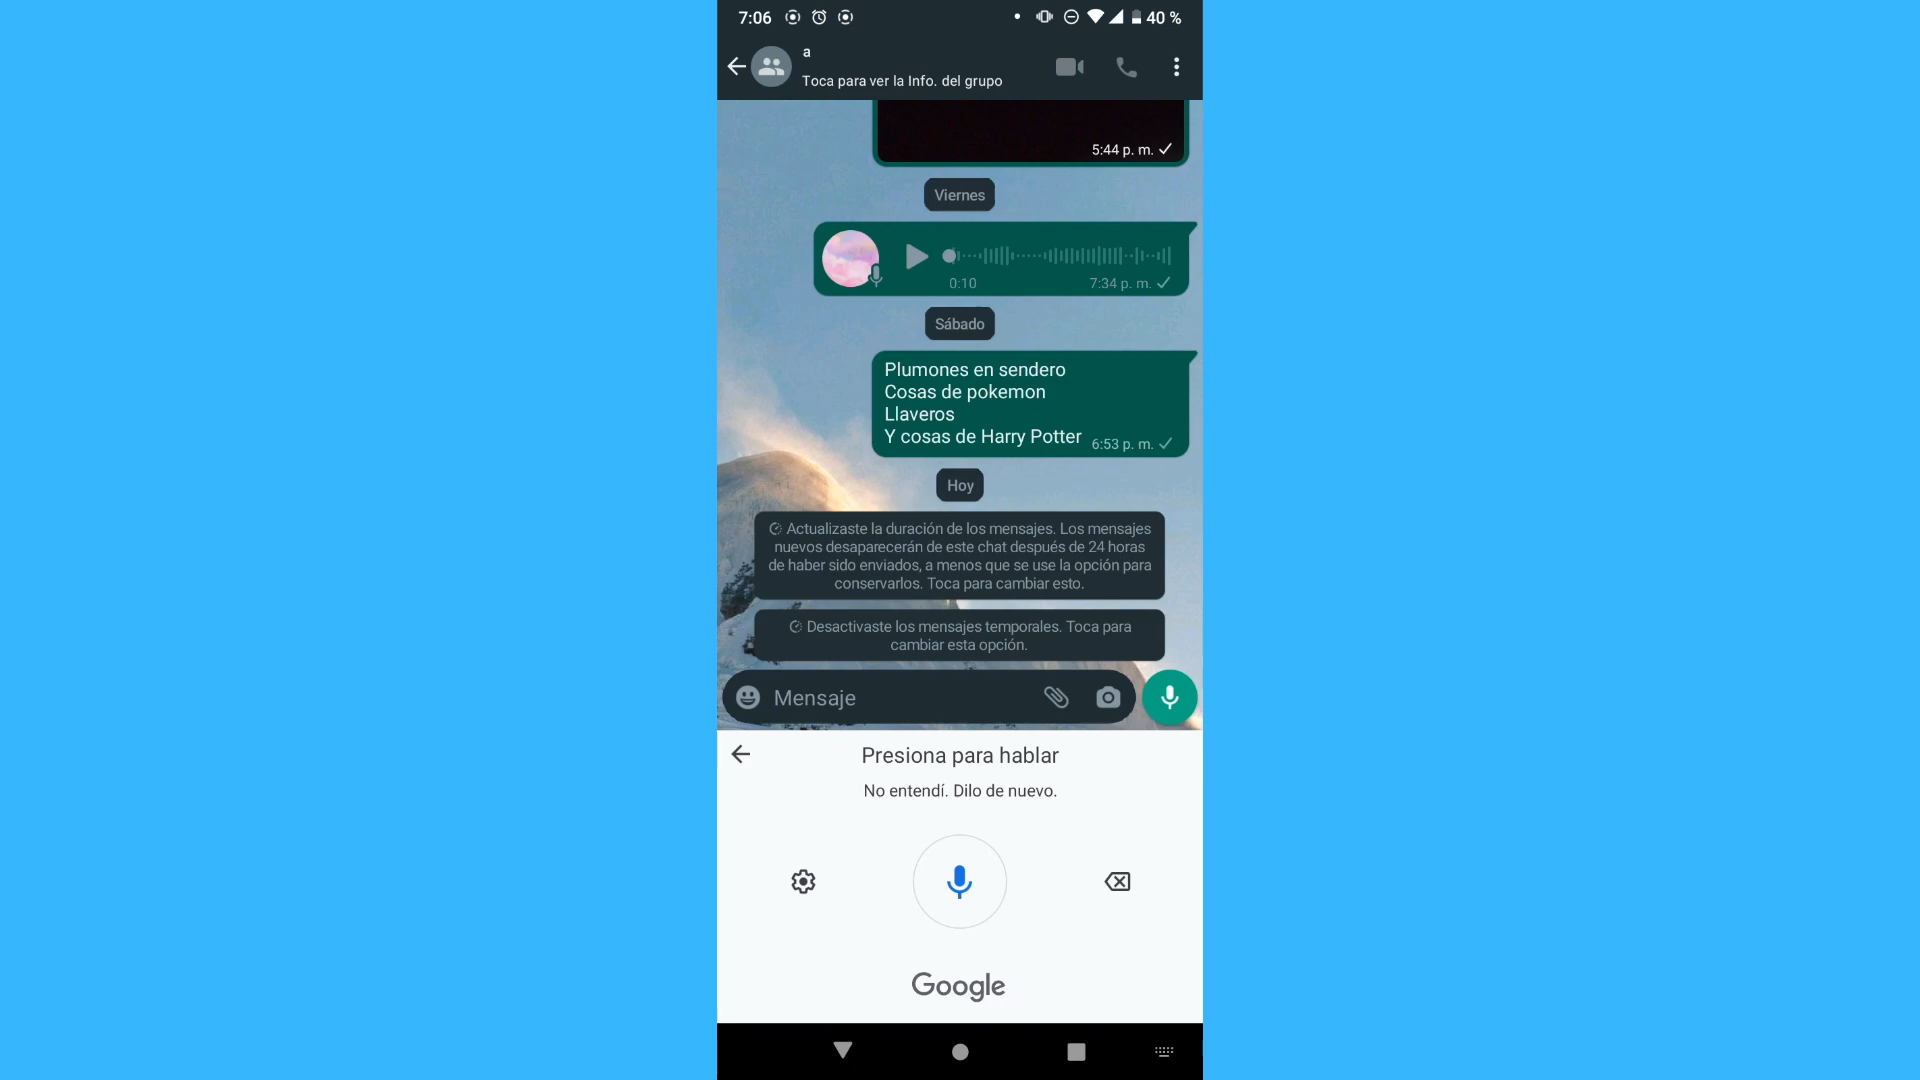 7:06
40 %
a
Toca para ver la Info. del grupo
5:44 p. m.
Viernes
0:10
7:34 p. m.
Sábado
Plumones en sendero
Cosas de pokemon
Llaveros
Y cosas de Harry Potter
6:53 p. m.
Hoy
Actualizaste la duración de los mensajes. Los mensajes
nuevos desaparecerán de este chat después de 24 horas
de haber sido enviados, a menos que se use la opción para
conservarlos. Toca para cambiar esto.
Desactivaste los mensajes temporales. Toca para
cambiar esta opción.
Mensaje
Presiona para hablar
No entendí. Dilo de nuevo.
Google